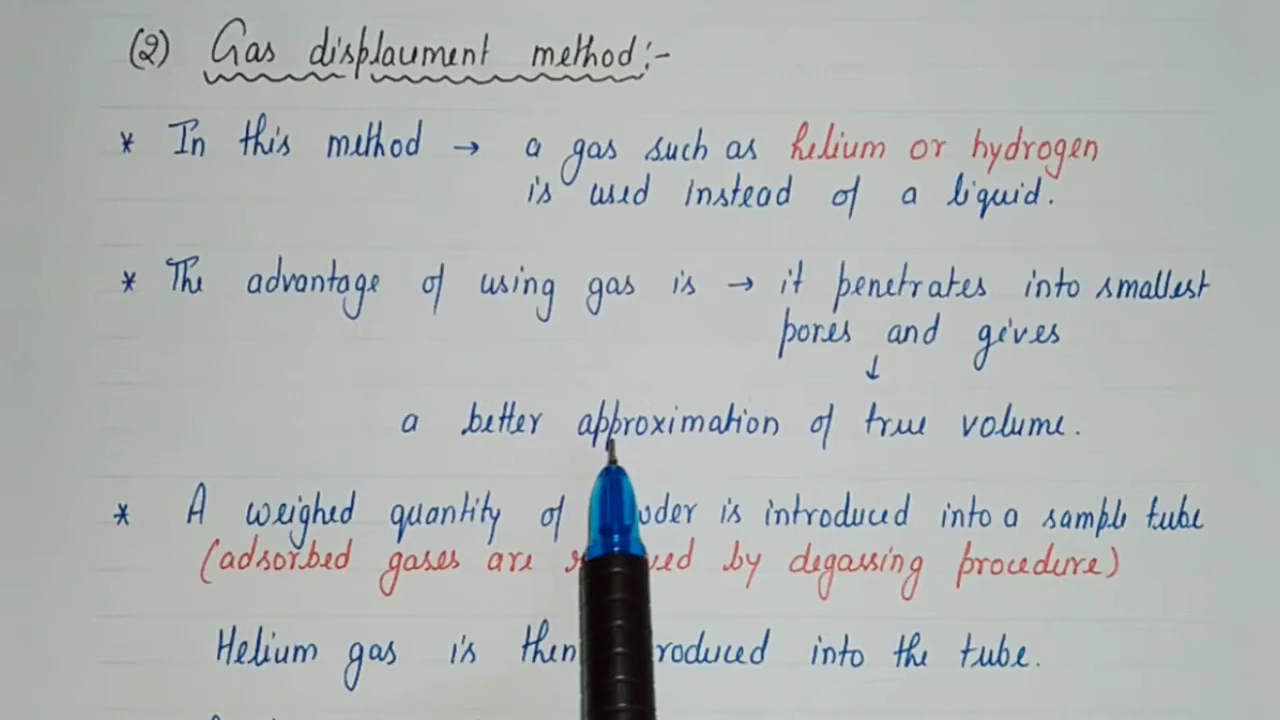 (2) Gas displacement method:-
* In this method → a gas such as helium or hydrogen
is used instead of a liquid.
* The advantage of using gas is → it penetrates into smallest
pores and gives
↓
a better approximation of true volume.
* A weighed quantity of is introduced into a sample tube
(adsorbed gases are by degassing procedure)
Helium gas is then into the tube.